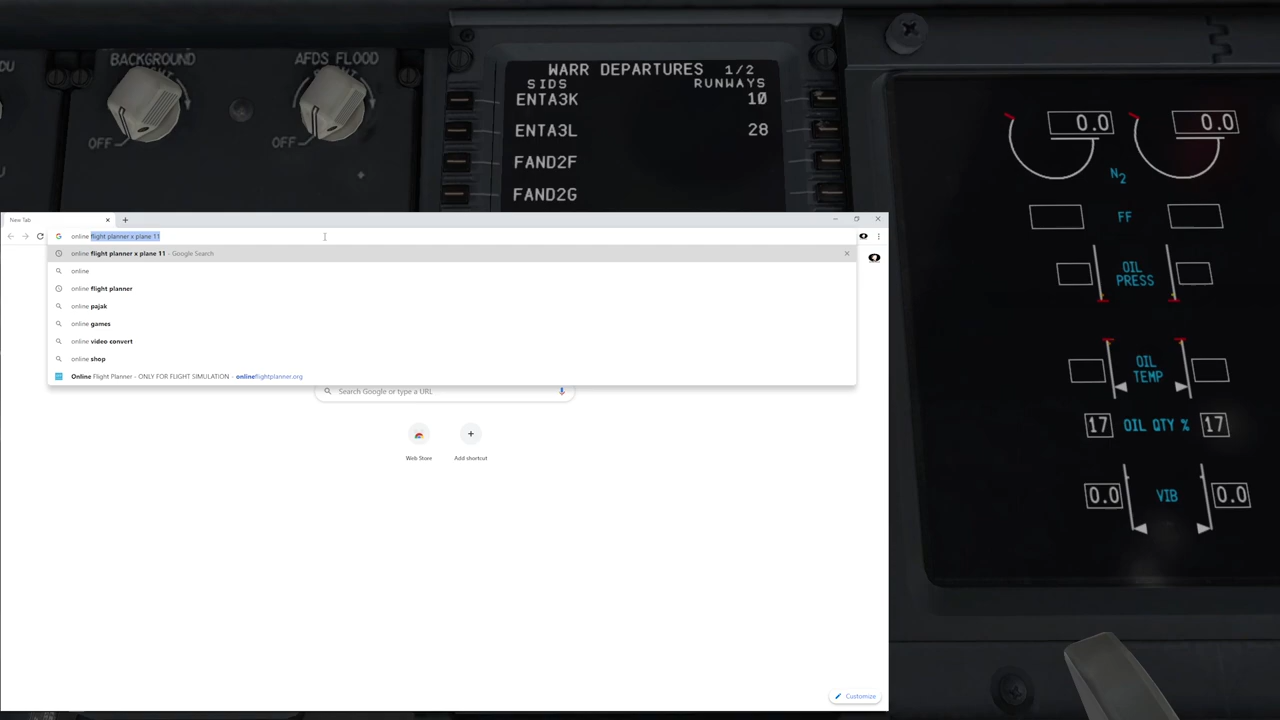 BACKGROUND
AFDS FLOOD
OFF
OFF
WARR DEPARTURES 1/2
SIDS RUNWAYS
ENTA3K 10
ENTA3L 28
FAND2F
FAND2G
0.0 0.0
N2
FF
OIL
PRESS
OIL
TEMP
17 OIL QTY % 17
0.0 VIB 0.0
New Tab
online flight planner x plane 11
online flight planner x plane 11 - Google Search
online
online flight planner
online pajak
online games
online video convert
online shop
Online Flight Planner - ONLY FOR FLIGHT SIMULATION - onlineflightplanner.org
Search Google or type a URL
Web Store
Add shortcut
Customize